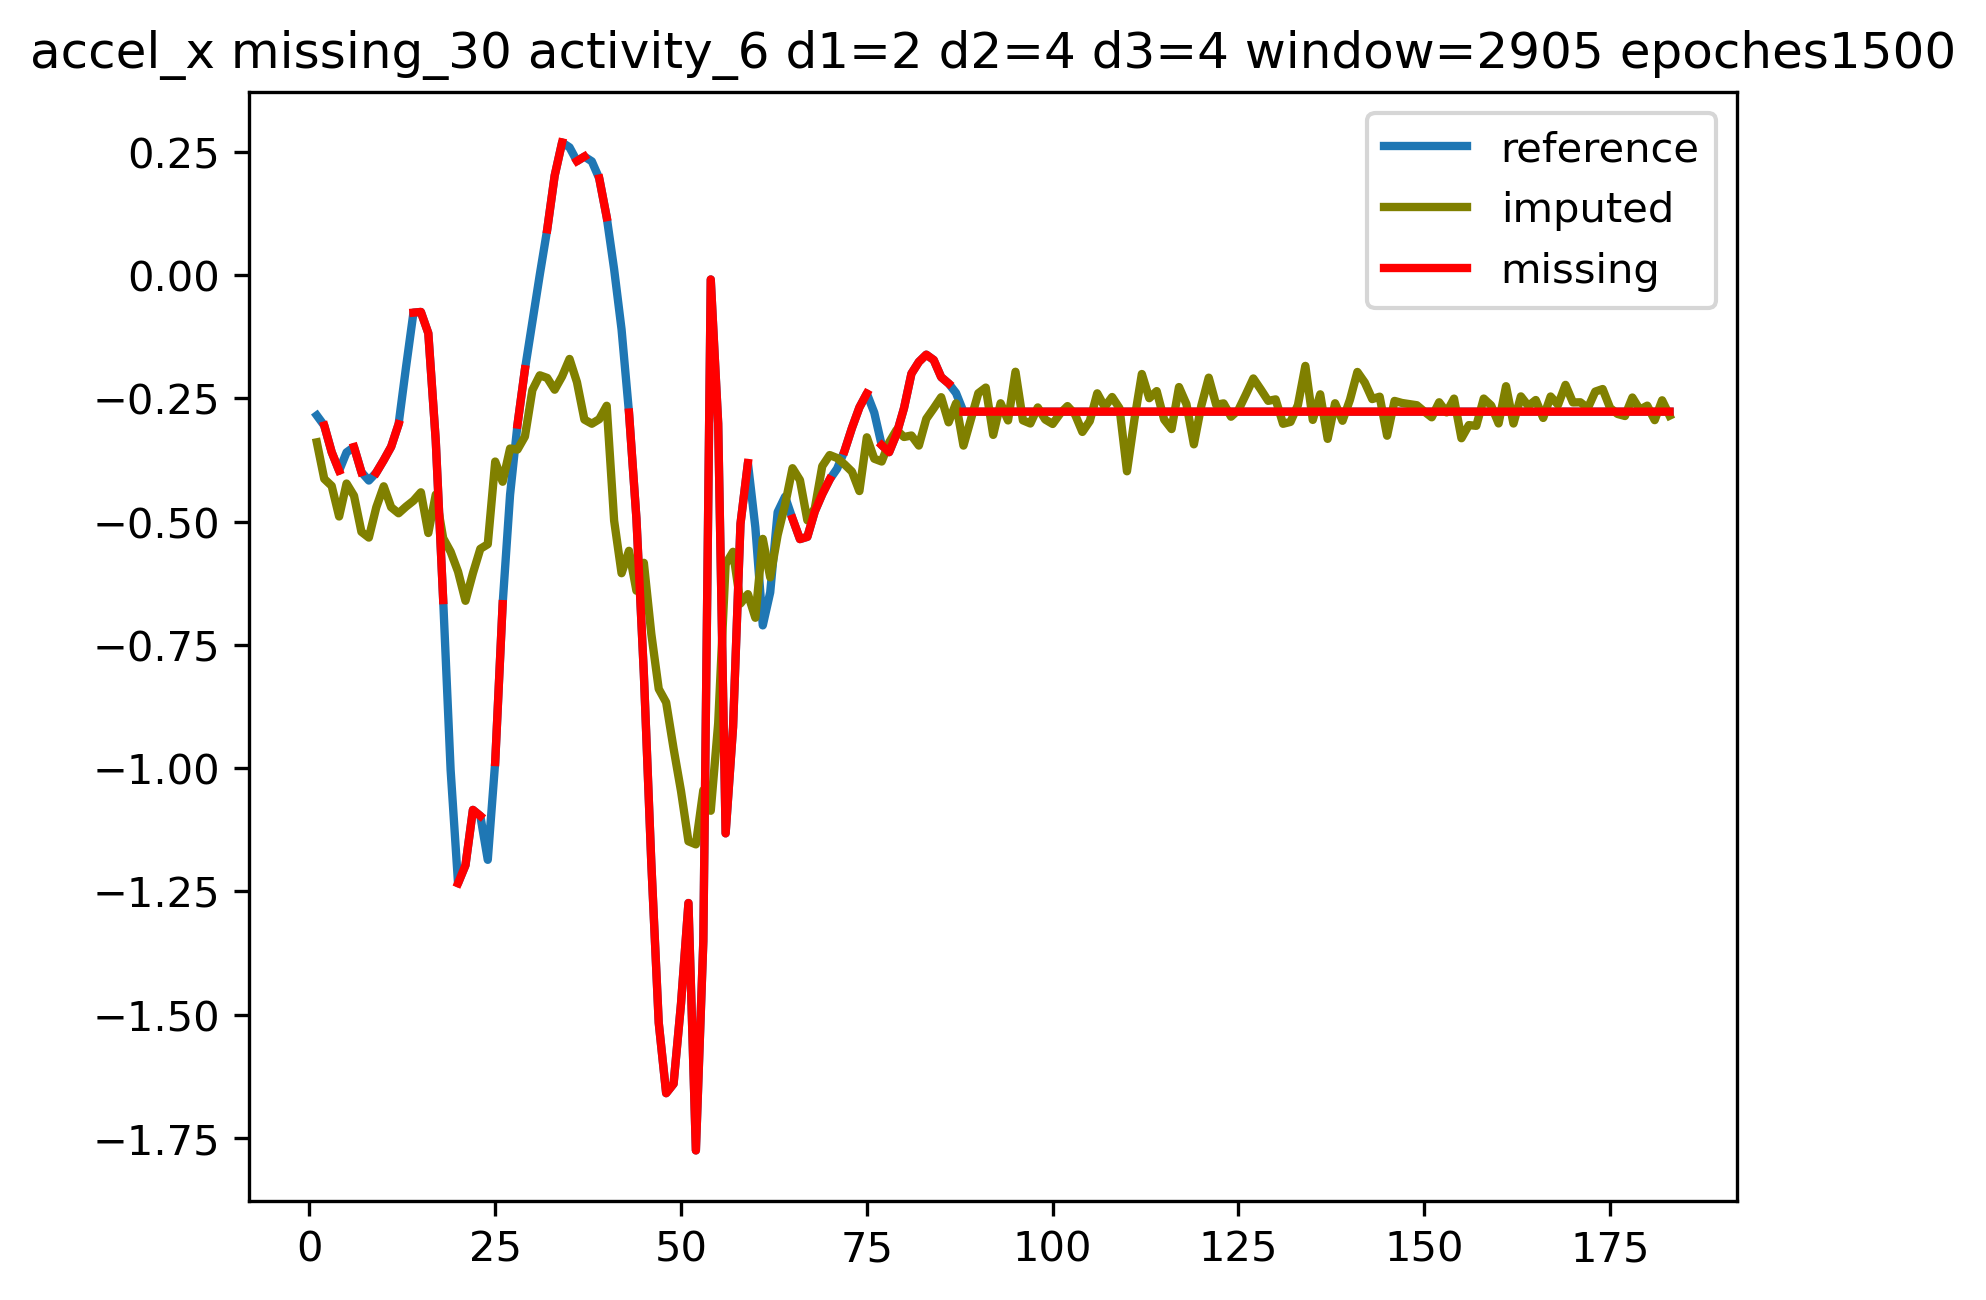 accel_x missing_30 activity_6 d1=2 d2=4 d3=4 window=2905 epoches1500
reference
imputed
missing
0.25
0.00
−0.25
−0.50
−0.75
−1.00
−1.25
−1.50
−1.75
0 25 50 75 100 125 150 175